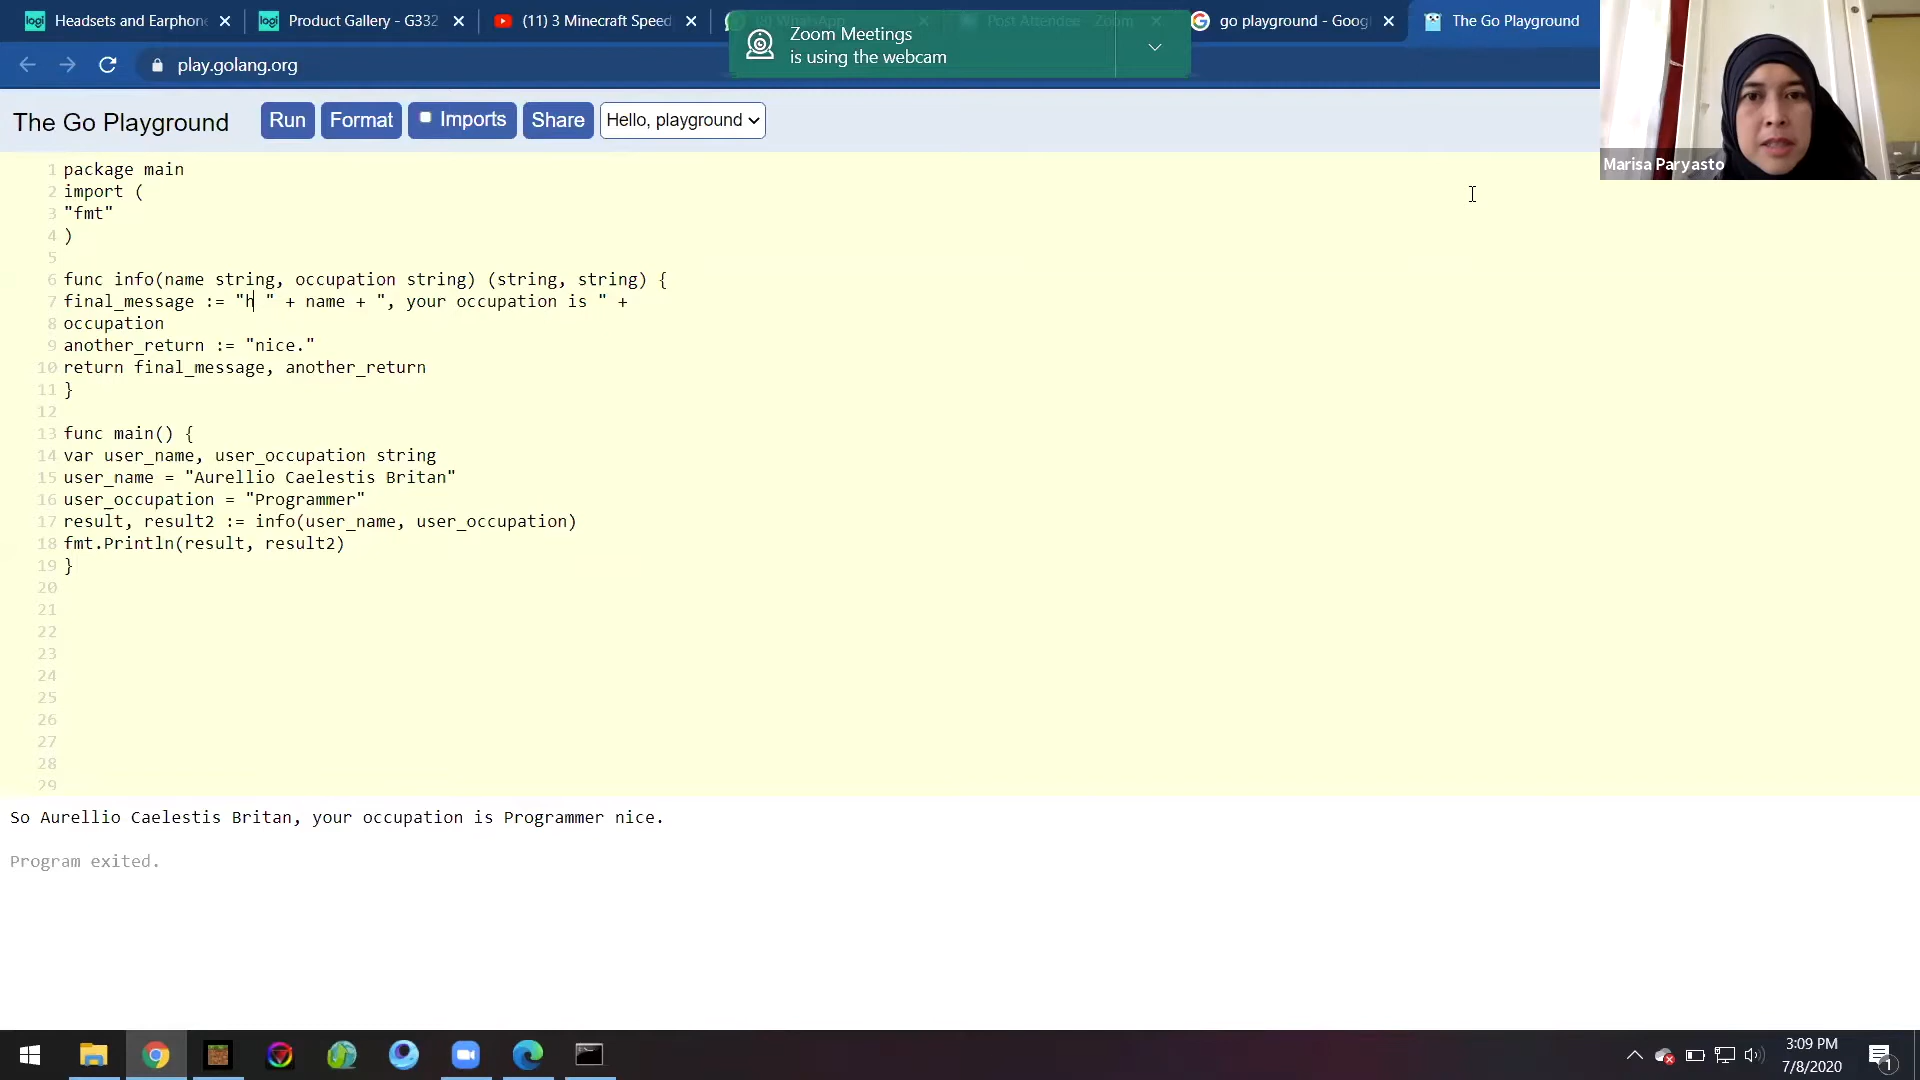 Headsets and Earphone
Product Gallery - G332
(11) 3 Minecraft Speed
WhatsApp
Post Attendee - Zoom
go playground - Goog
The Go Playground
Zoom Meetings
is using the webcam
play.golang.org
The Go Playground
Run
Format
Imports
Share
Hello, playground
Marisa Paryasto
1 package main
2 import (
3 "fmt"
4 )
5
6 func info(name string, occupation string) (string, string) {
7 final_message := "h " + name + ", your occupation is " +
8 occupation
9 another_return := "nice."
10 return final_message, another_return
11 }
12
13 func main() {
14 var user_name, user_occupation string
15 user_name = "Aurellio Caelestis Britan"
16 user_occupation = "Programmer"
17 result, result2 := info(user_name, user_occupation)
18 fmt.Println(result, result2)
19 }
20
21
22
23
24
25
26
27
28
29
So Aurellio Caelestis Britan, your occupation is Programmer nice.
Program exited.
3:09 PM
7/8/2020
1